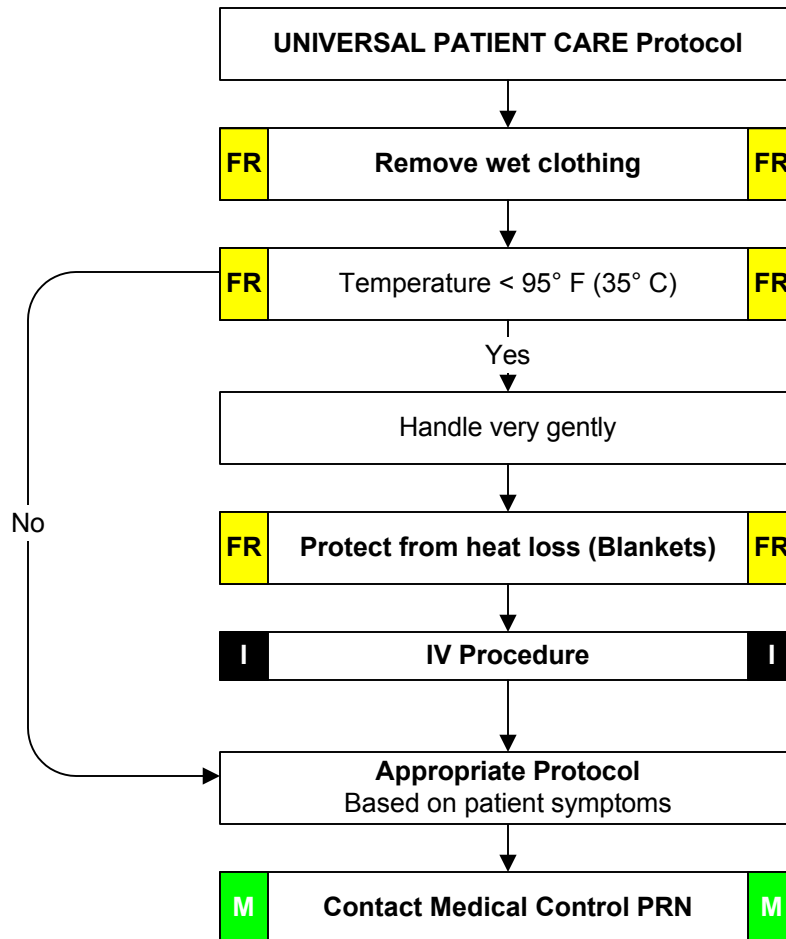 UNIVERSAL PATIENT CARE Protocol
FR Remove wet clothing FR
FR Temperature < 95° F (35° C) FR
Yes
Handle very gently
No
FR Protect from heat loss (Blankets) FR
I IV Procedure I
Appropriate Protocol
Based on patient symptoms
M Contact Medical Control PRN M